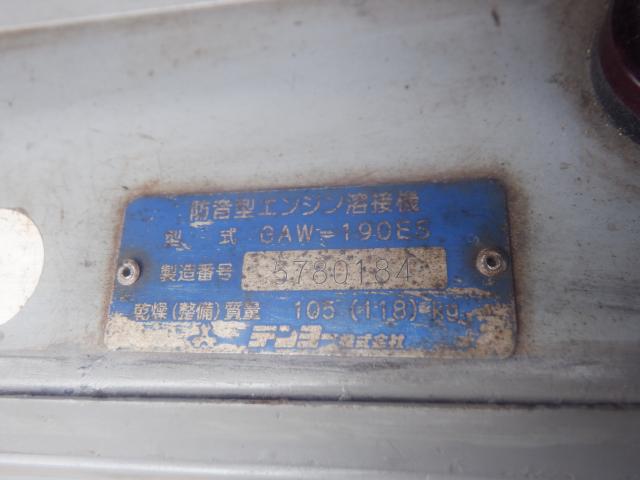 防音型エンジン溶接機
型 式 GAW-190ES
製造番号 5780184
乾燥(整備)質量 105 (118) kg
デンヨー株式会社